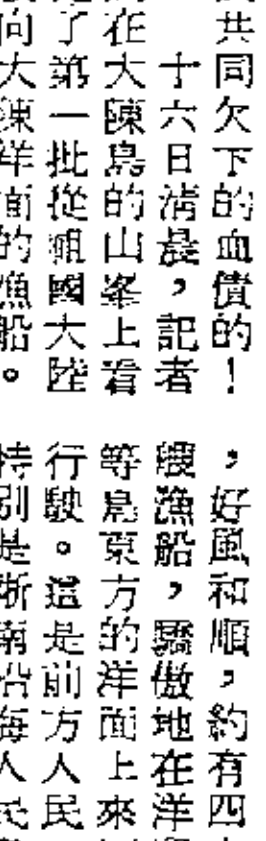 共同欠下的血債的！
十六日清晨，記者
在大陳島的山峯上看
了第一批從祖國大陸
向大陳洋面的漁船。
，好風和順，約有四
艘漁船，驕傲地在洋
等島東方的洋面上來
行駛。這是前方人民
特別是浙南沿海人民